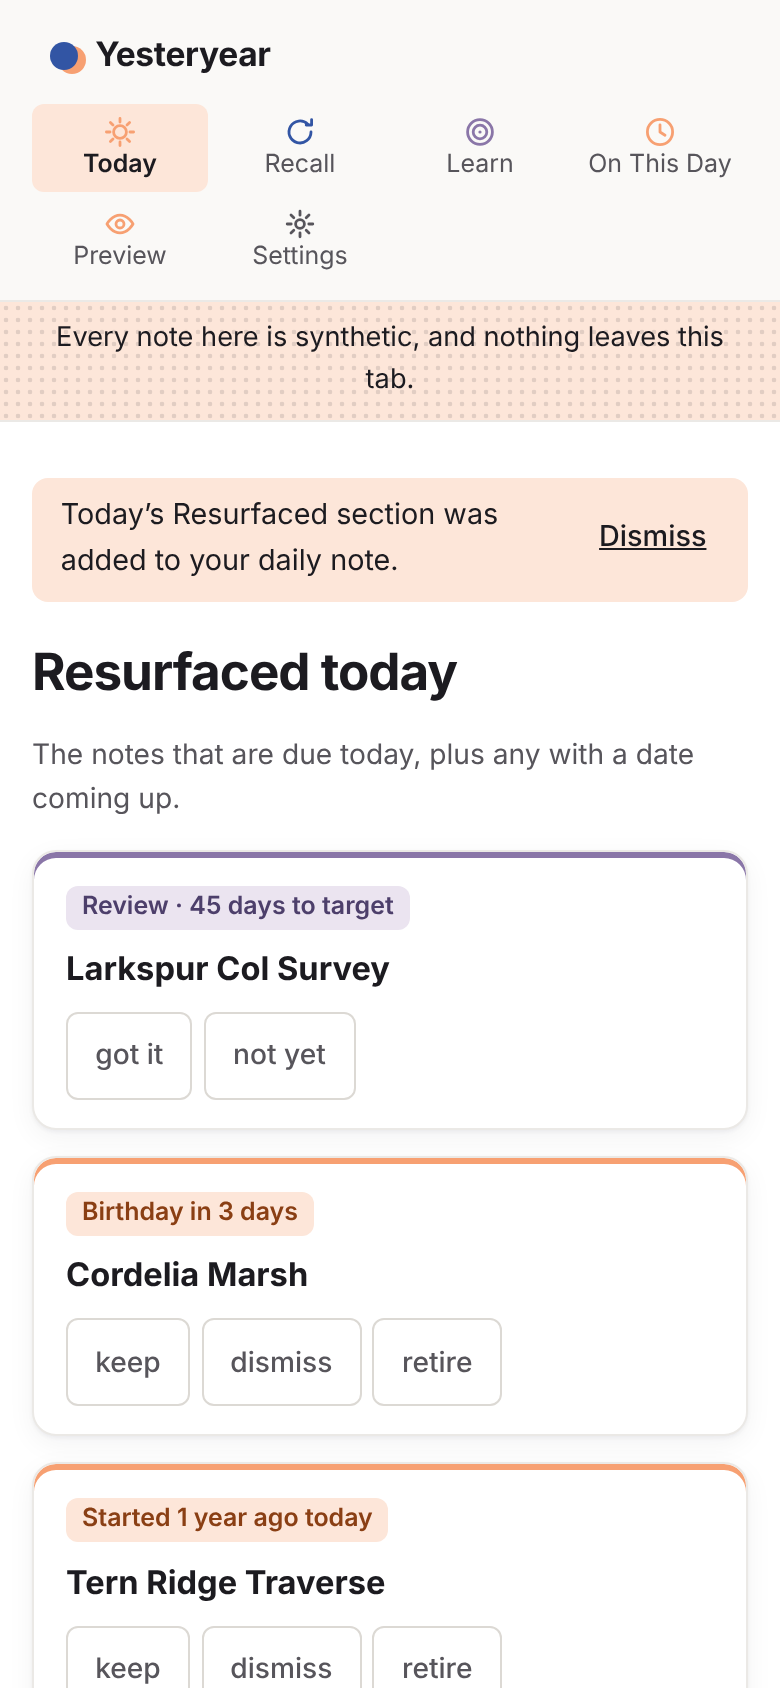 Yesteryear
Today
Recall
Learn
On This Day
Preview
Settings
Every note here is synthetic, and nothing leaves this
tab.
Today’s Resurfaced section was
added to your daily note.
Dismiss
Resurfaced today
The notes that are due today, plus any with a date
coming up.
Review · 45 days to target
Larkspur Col Survey
got it
not yet
Birthday in 3 days
Cordelia Marsh
keep
dismiss
retire
Started 1 year ago today
Tern Ridge Traverse
keep
dismiss
retire